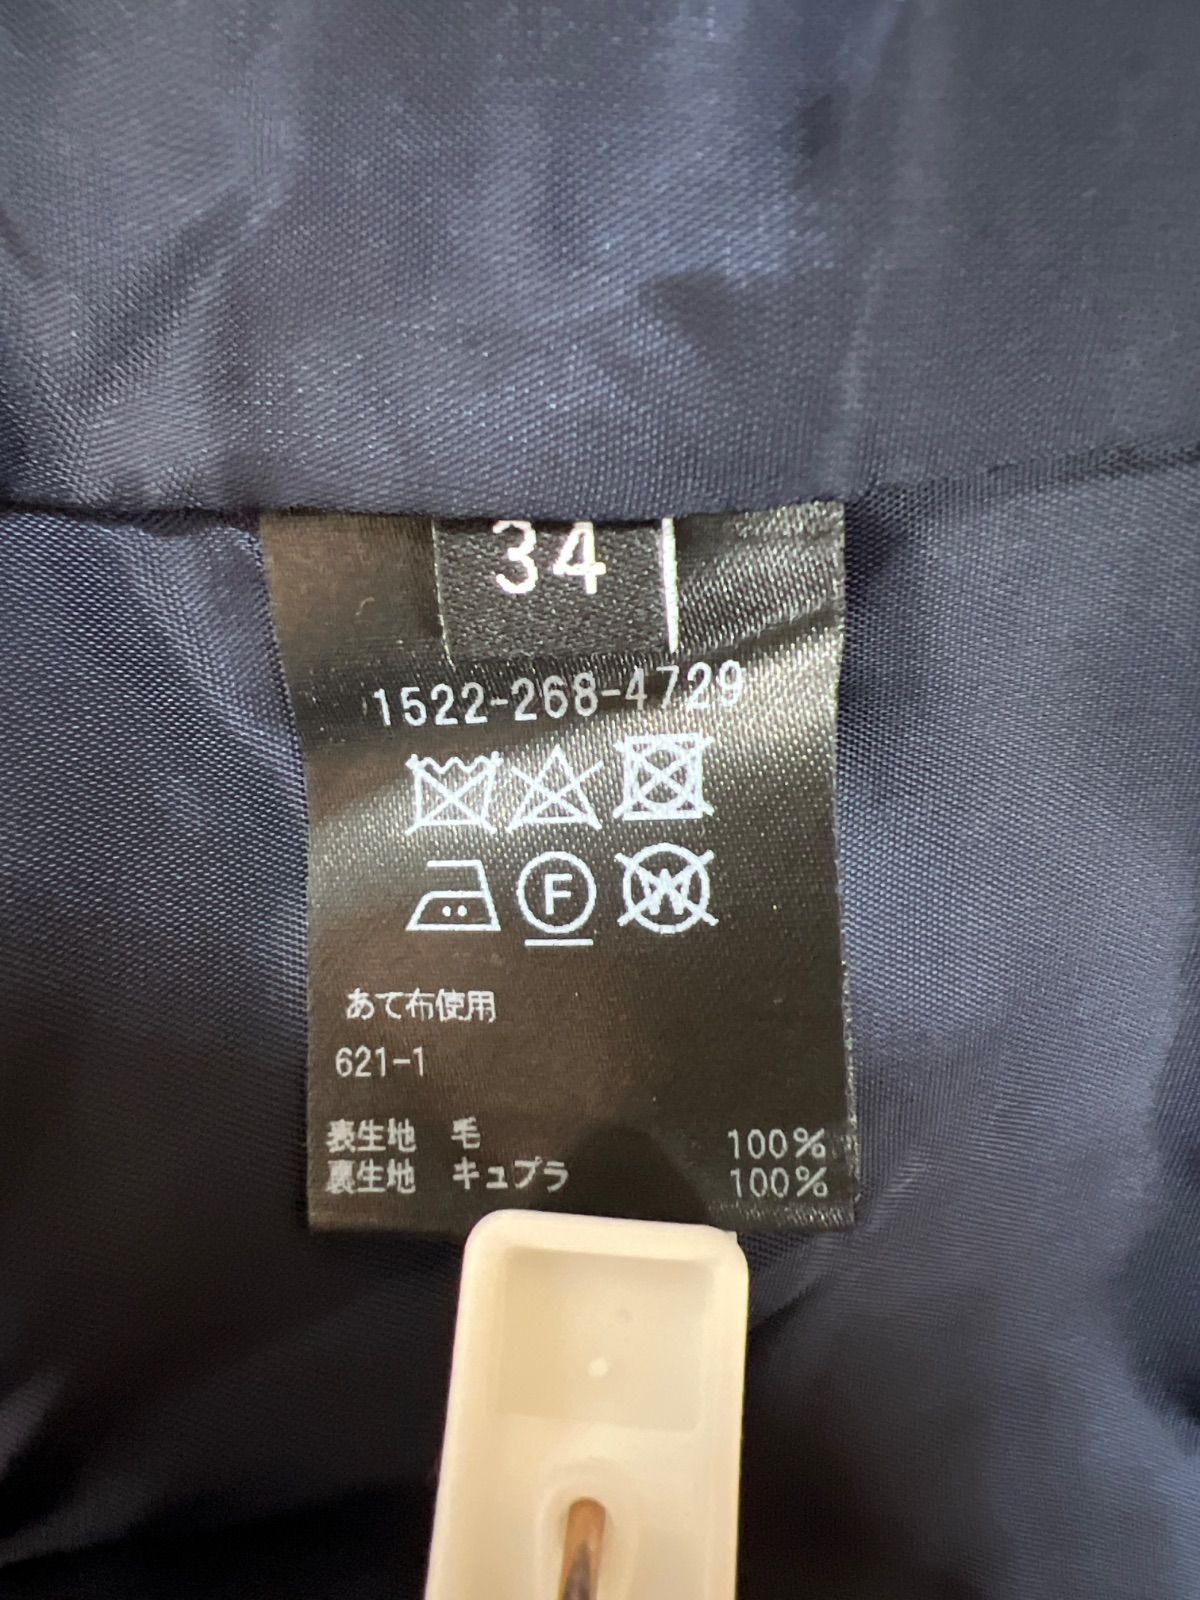 34
1522-268-4729
F W
あて布使用
621-1
表生地 毛 100%
裏生地 キュプラ 100%